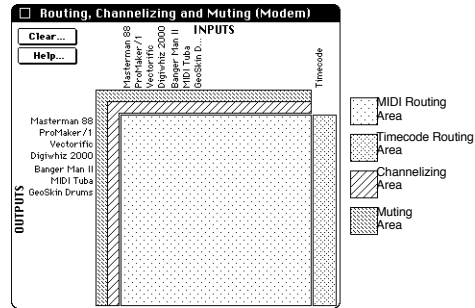 Routing, Channelizing and Muting (Modem)
Clear...
Help...
INPUTS
Masterman 88
ProMaker/1
Vectorific
Digiwhiz 2000
Banger Man II
MIDI Tuba
GeoSkin D...
Timecode
Masterman 88
ProMaker/1
Vectorific
Digiwhiz 2000
Banger Man II
MIDI Tuba
GeoSkin Drums
OUTPUTS
MIDI Routing
Area
Timecode Routing
Area
Channelizing
Area
Muting
Area